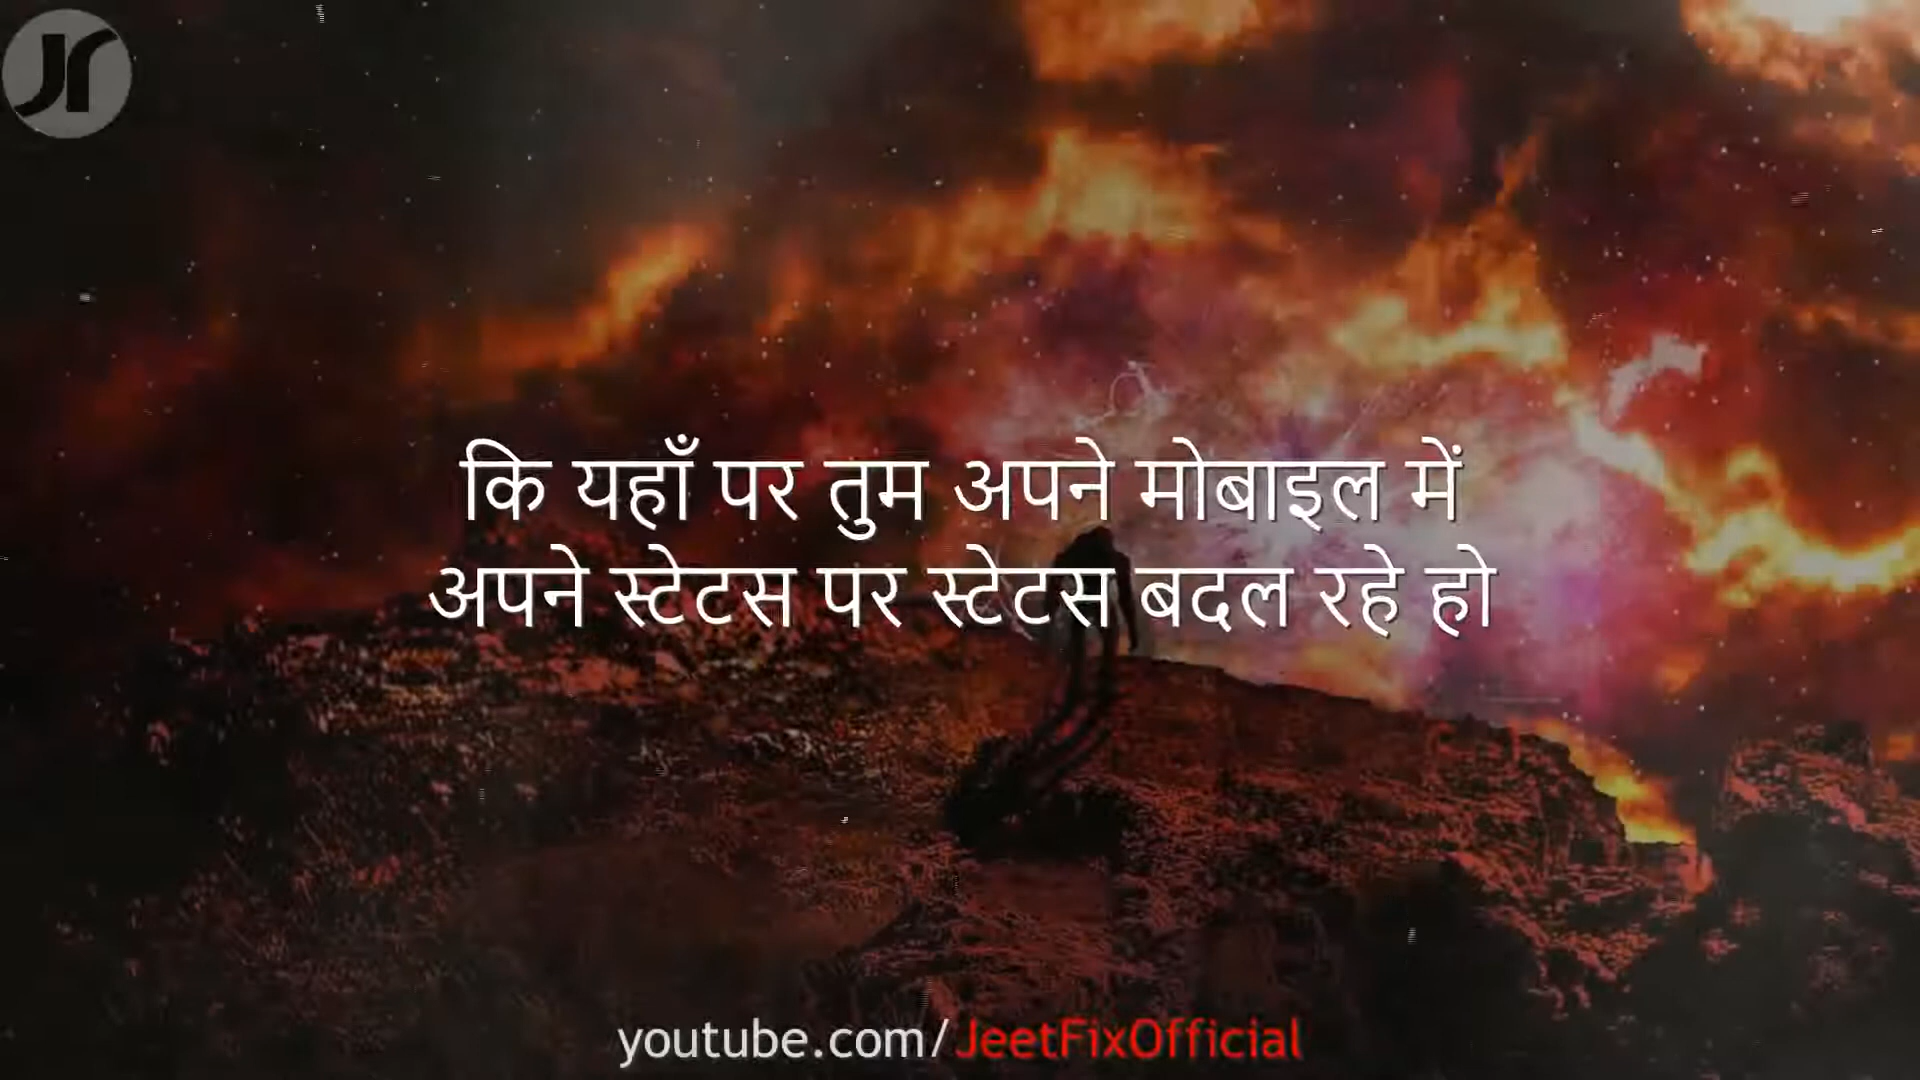 कि यहाँ पर तुम अपने मोबाइल में
अपने स्टेटस पर स्टेटस बदल रहे हो
youtube.com/JeetFixOfficial